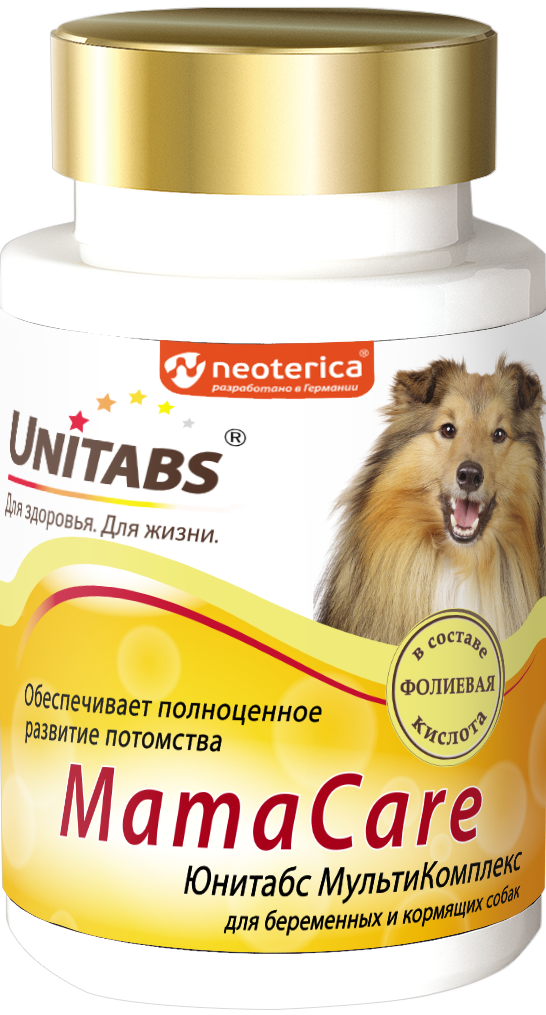 neoterica®
разработано в Германии
UNITABS®
Для здоровья. Для жизни.
в составе
ФОЛИЕВАЯ
кислота
Обеспечивает полноценное
развитие потомства
MamaCare
Юнитабс МультиКомплекс
для беременных и кормящих собак